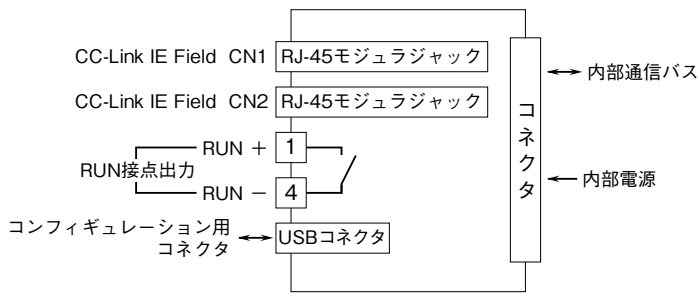 CC-Link IE Field CN1 RJ-45モジュラジャック
CC-Link IE Field CN2 RJ-45モジュラジャック
RUN + 1
RUN接点出力
RUN − 4
コンフィギュレーション用
コネクタ
USBコネクタ
コネクタ
内部通信バス
内部電源